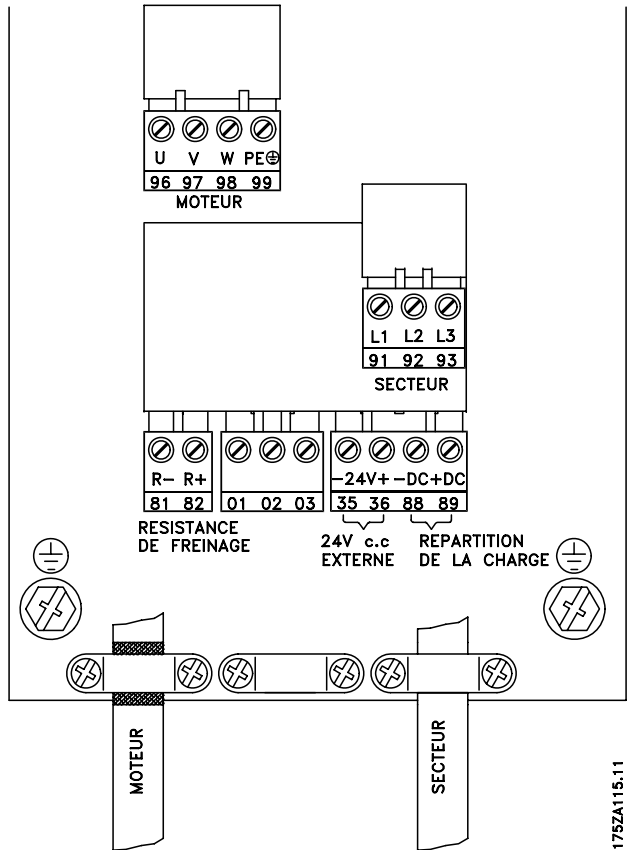 U V W PE
96 97 98 99
MOTEUR
L1 L2 L3
91 92 93
SECTEUR
R- R+
81 82
RESISTANCE
DE FREINAGE
01 02 03
-24V+ -DC+DC
35 36 88 89
24V c.c
EXTERNE
REPARTITION
DE LA CHARGE
MOTEUR
SECTEUR
175ZA115.11